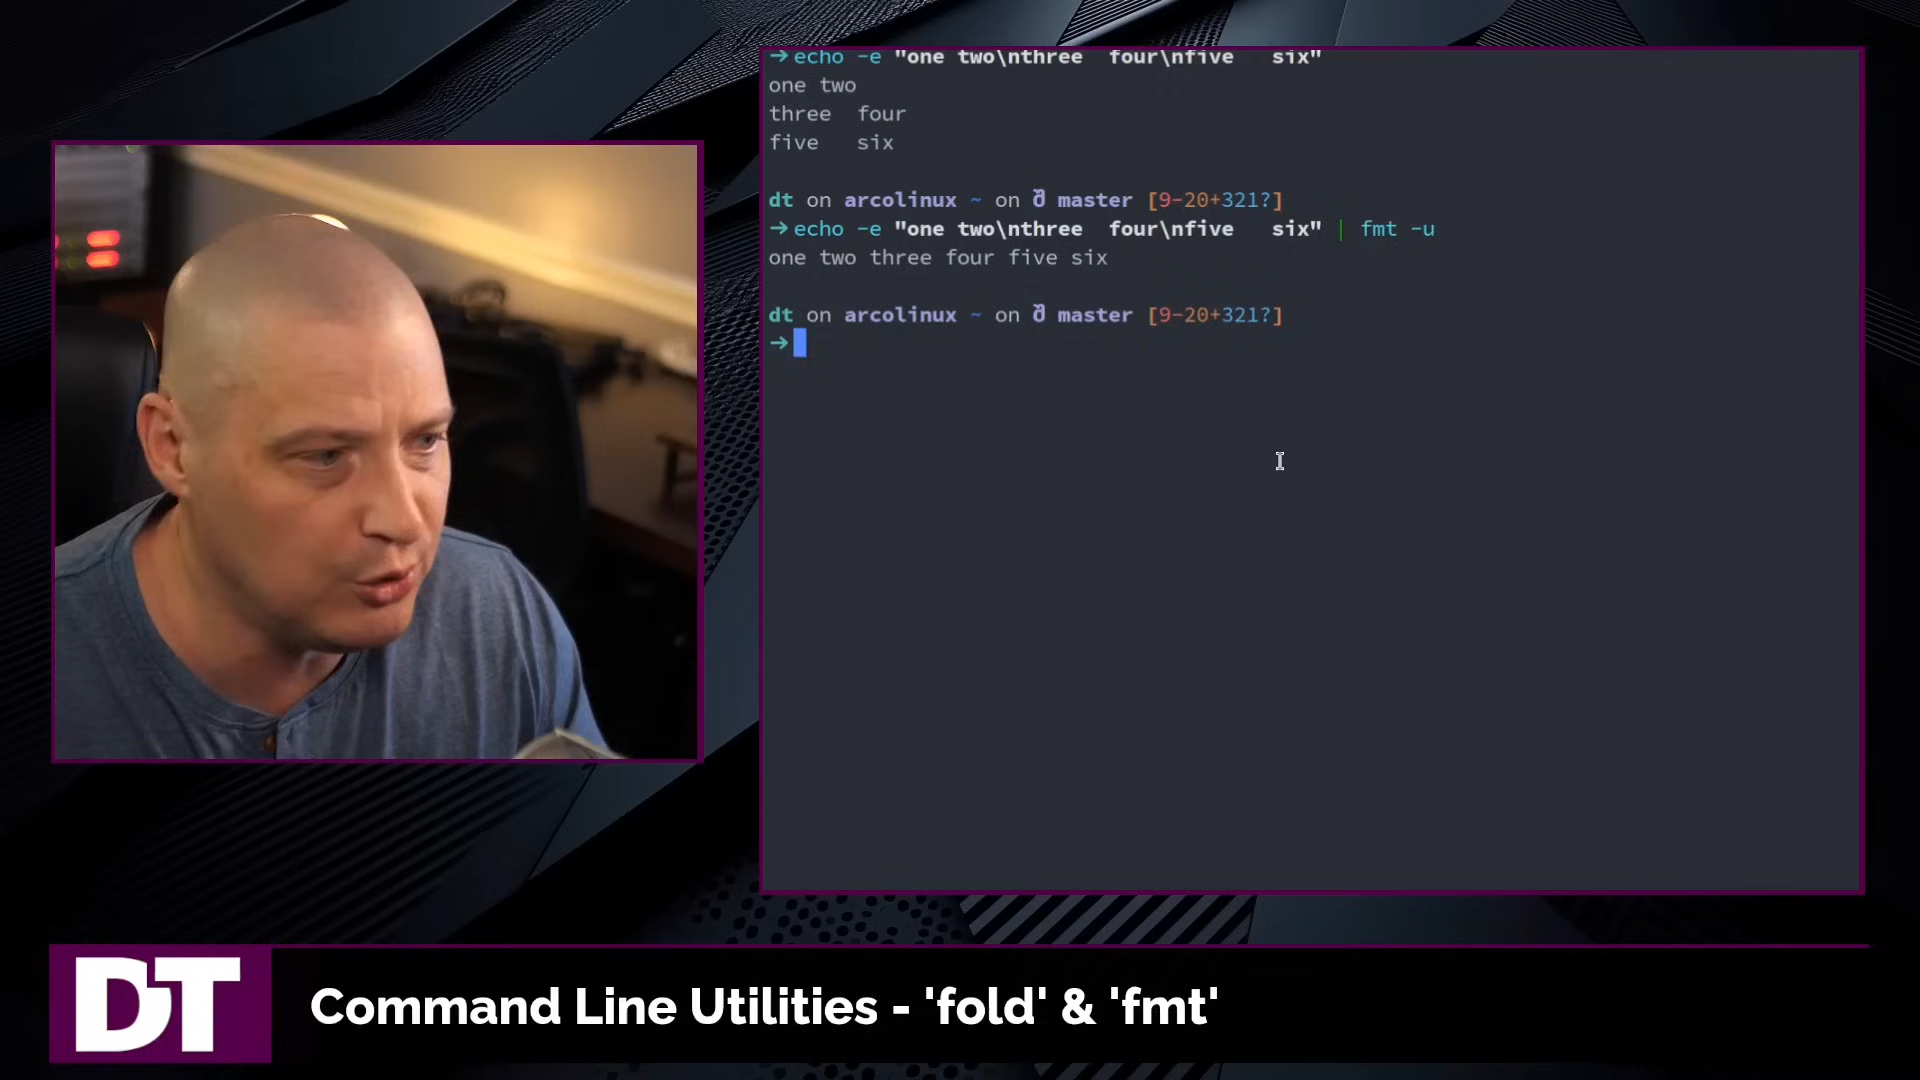 →echo -e "one two\nthree  four\nfive   six"
one two
three  four
five   six
dt on arcolinux ~ on ð master [9-20+321?]
→echo -e "one two\nthree  four\nfive   six" | fmt -u
one two three four five six
dt on arcolinux ~ on ð master [9-20+321?]
→
DT
Command Line Utilities - 'fold' & 'fmt'